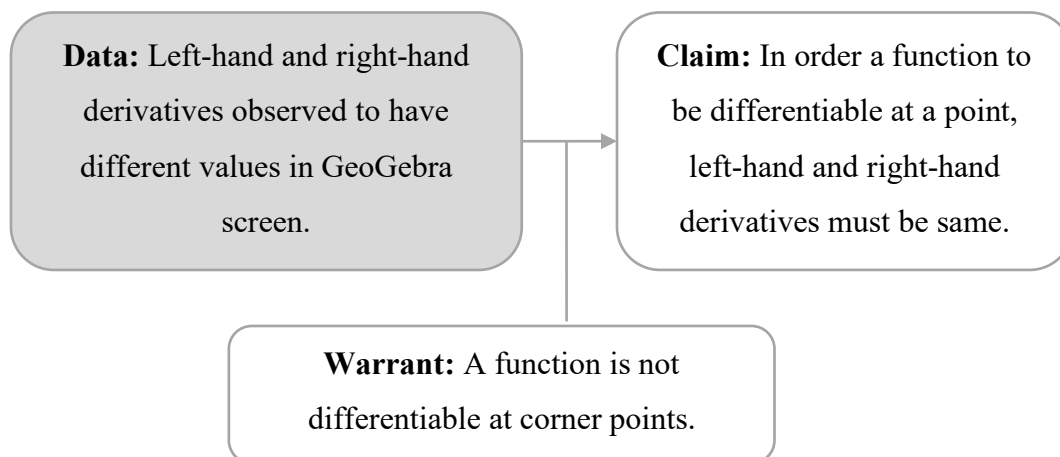 Data: Left-hand and right-hand
derivatives observed to have
different values in GeoGebra
screen.
Claim: In order a function to
be differentiable at a point,
left-hand and right-hand
derivatives must be same.
Warrant: A function is not
differentiable at corner points.